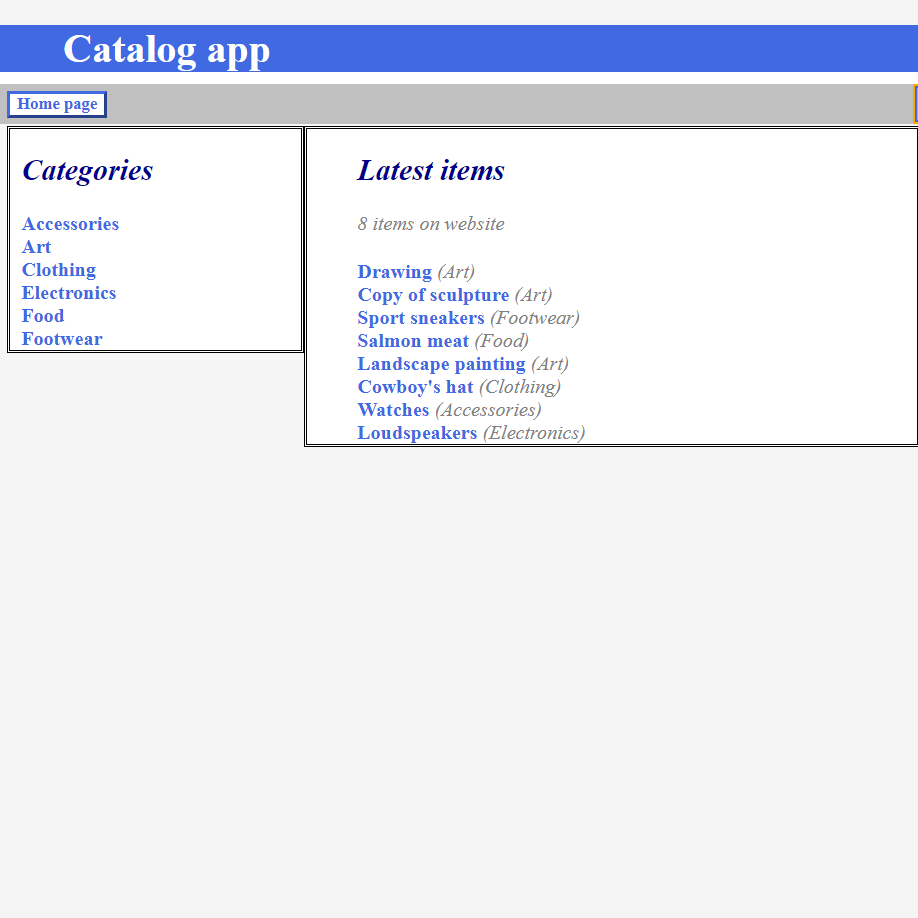 Catalog app
Home page
Categories
Accessories
Art
Clothing
Electronics
Food
Footwear
Latest items
8 items on website
Drawing (Art)
Copy of sculpture (Art)
Sport sneakers (Footwear)
Salmon meat (Food)
Landscape painting (Art)
Cowboy's hat (Clothing)
Watches (Accessories)
Loudspeakers (Electronics)